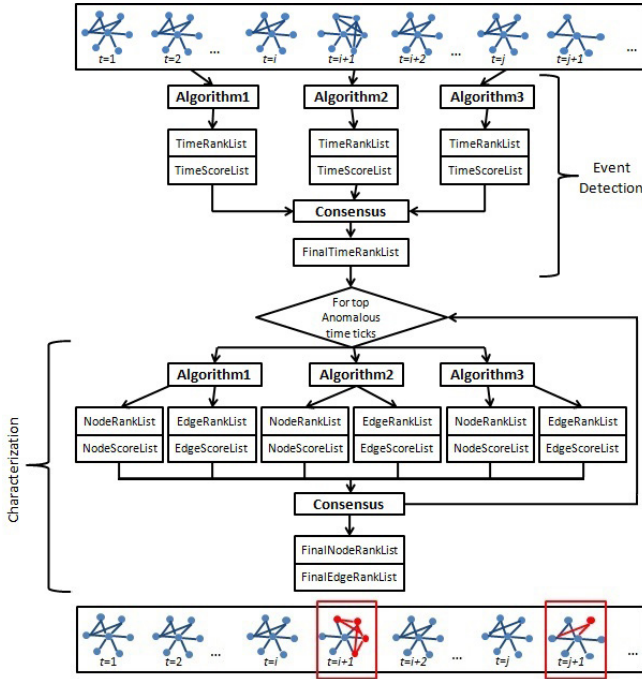 t=1 t=2 ... t=i t=i+1 t=i+2 ... t=j t=j+1 ...
Algorithm1 Algorithm2 Algorithm3
TimeRankList TimeRankList TimeRankList
TimeScoreList TimeScoreList TimeScoreList
Event
Detection
Consensus
FinalTimeRankList
For top
Anomalous
time ticks
Algorithm1 Algorithm2 Algorithm3
NodeRankList EdgeRankList NodeRankList EdgeRankList NodeRankList EdgeRankList
NodeScoreList EdgeScoreList NodeScoreList EdgeScoreList NodeScoreList EdgeScoreList
Characterization
Consensus
FinalNodeRankList
FinalEdgeRankList
t=1 t=2 ... t=i t=i+1 t=i+2 ... t=j t=j+1 ...